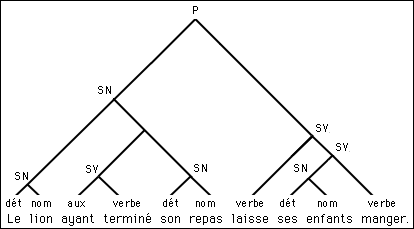 P
SN
SV
SV
SN
SV
SN
SN
dét nom aux verbe dét nom verbe dét nom verbe
Le lion ayant terminé son repas laisse ses enfants manger.